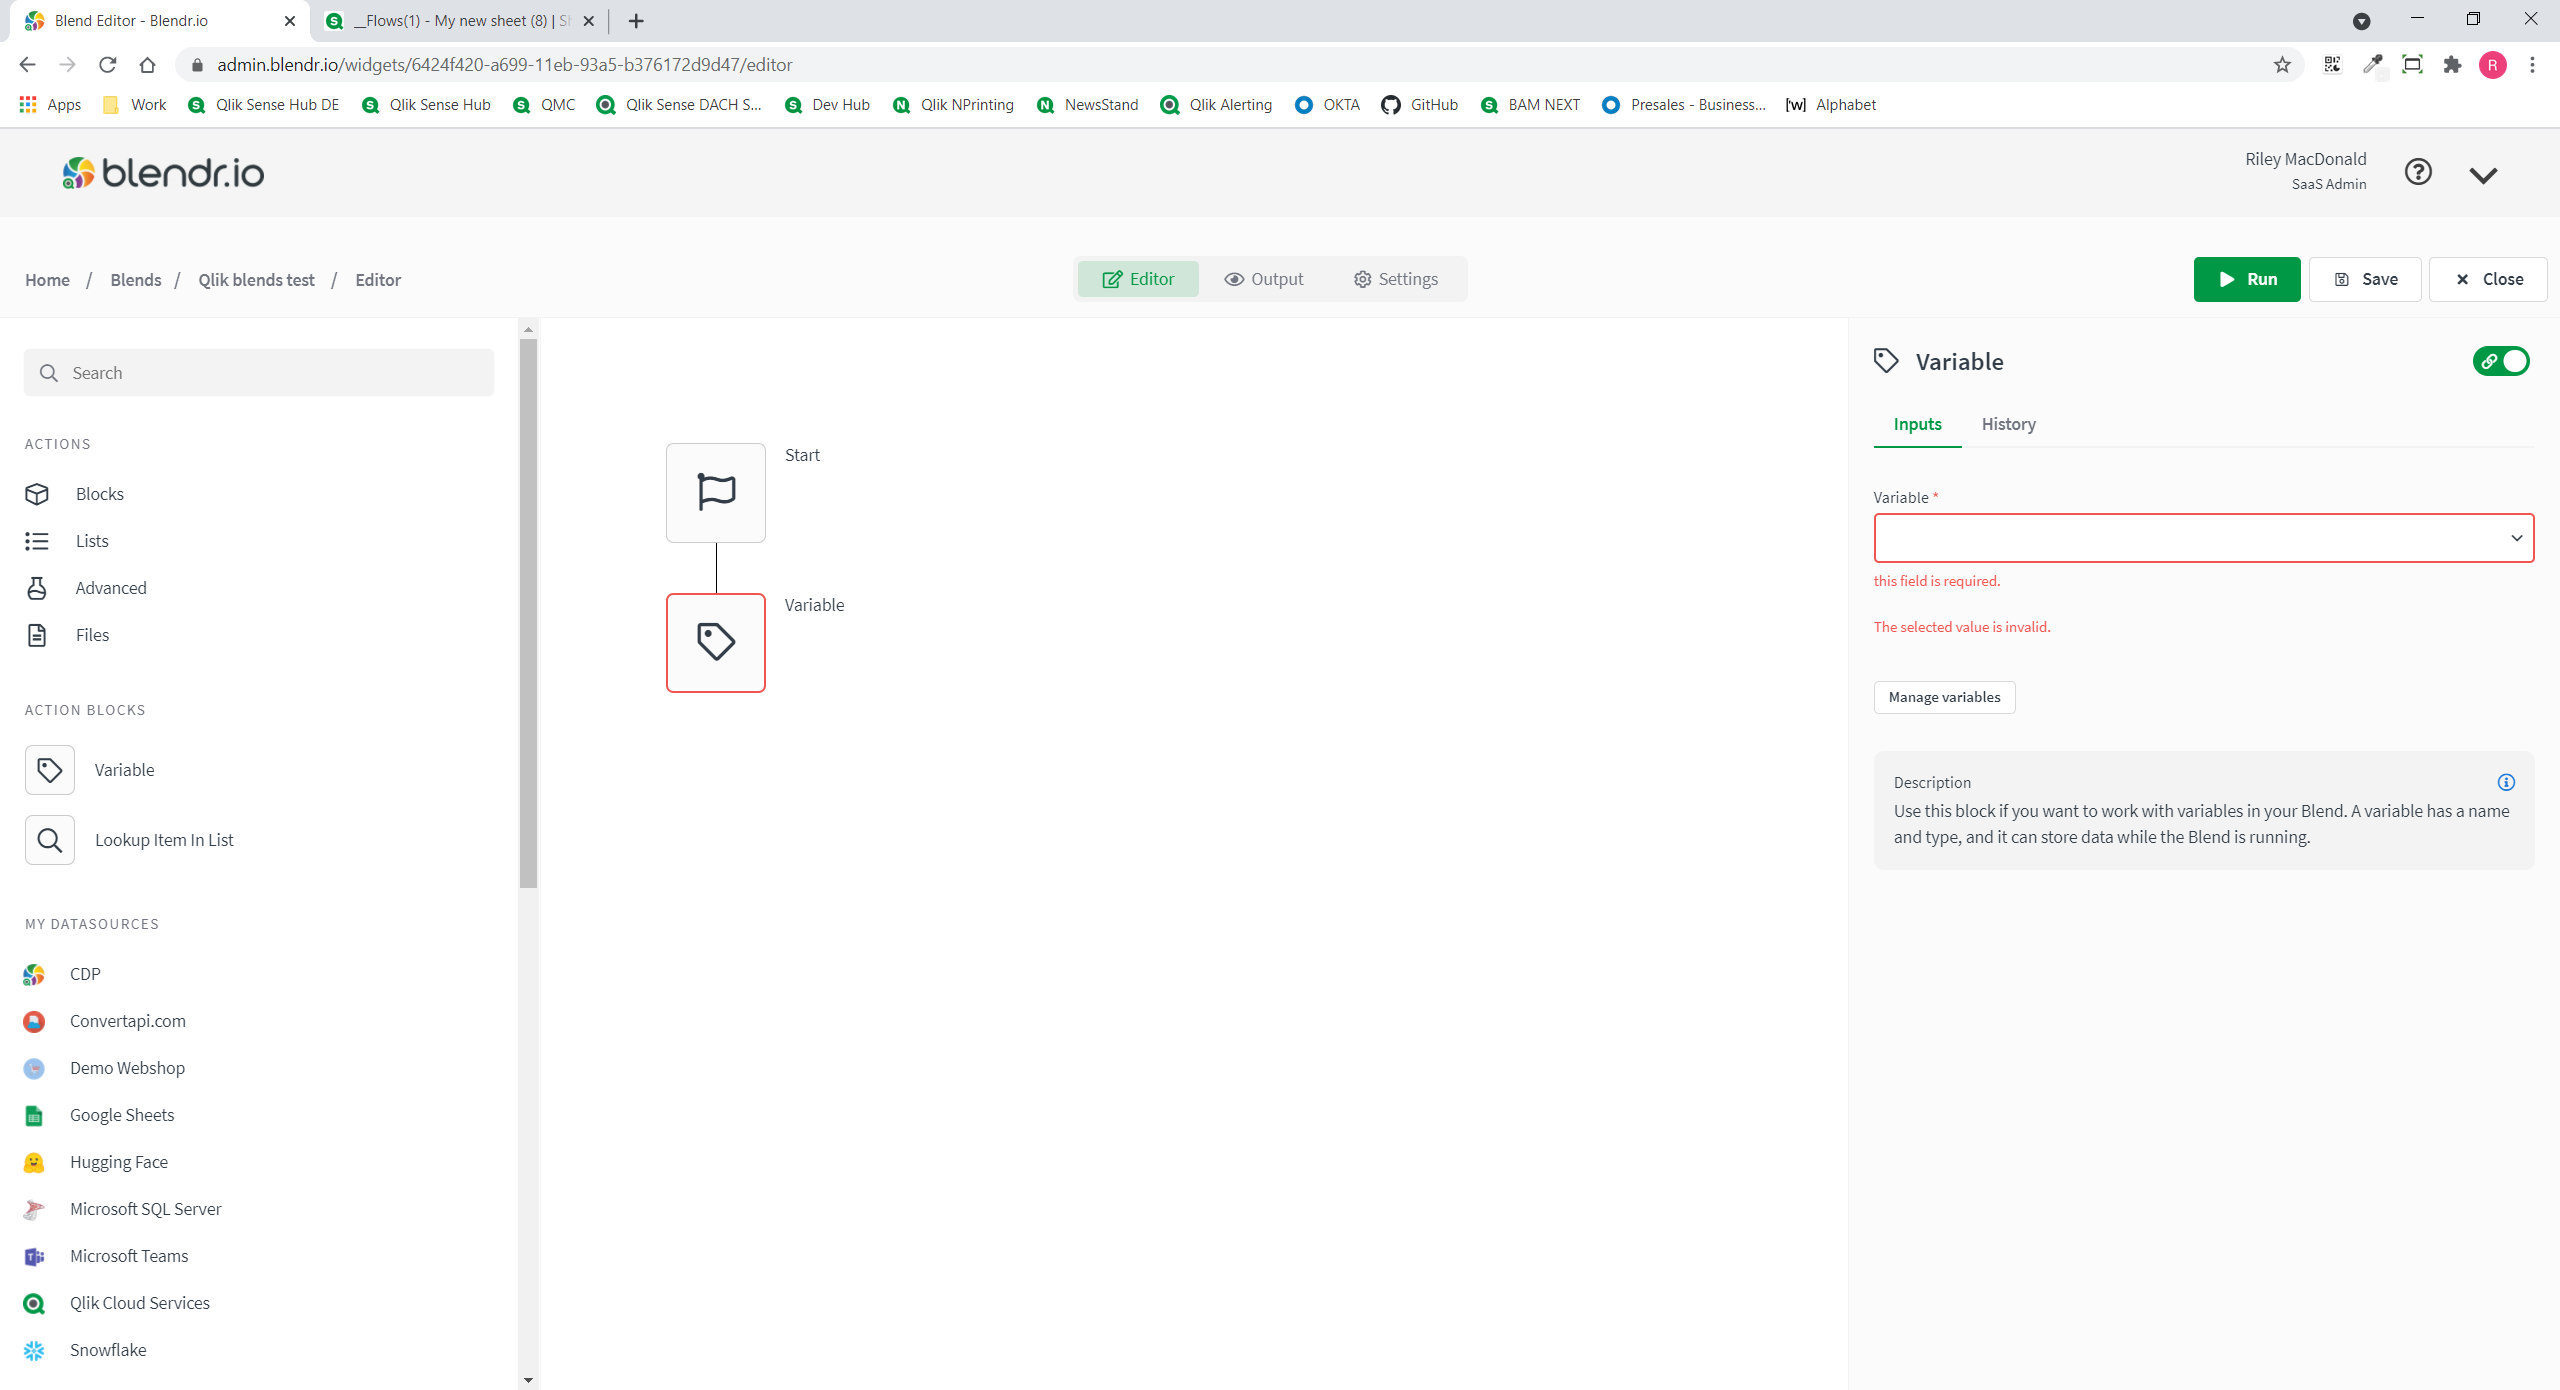 Blend Editor - Blendr.io
__Flows(1) - My new sheet (8) | S
admin.blendr.io/widgets/6424f420-a699-11eb-93a5-b376172d9d47/editor
R
Apps Work Qlik Sense Hub DE Qlik Sense Hub QMC Qlik Sense DACH S... Dev Hub Qlik NPrinting NewsStand Qlik Alerting OKTA GitHub BAM NEXT Presales - Business... [w] Alphabet
blendr.io
Riley MacDonald
SaaS Admin
Home / Blends / Qlik blends test / Editor
Editor Output Settings
Run Save Close
Search
ACTIONS
Blocks
Lists
Advanced
Files
ACTION BLOCKS
Variable
Lookup Item In List
MY DATASOURCES
CDP
Convertapi.com
Demo Webshop
Google Sheets
Hugging Face
Microsoft SQL Server
Microsoft Teams
Qlik Cloud Services
Snowflake
Start
Variable
Variable
Inputs History
Variable *
this field is required.
The selected value is invalid.
Manage variables
Description
Use this block if you want to work with variables in your Blend. A variable has a name
and type, and it can store data while the Blend is running.